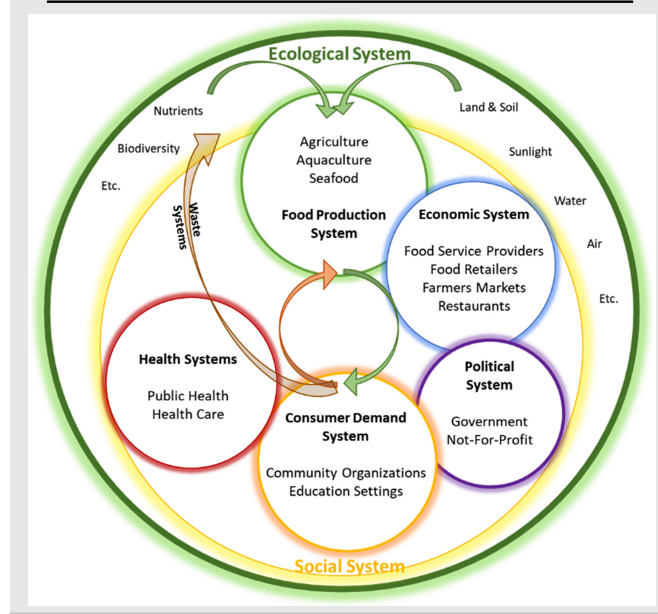 Ecological System
Nutrients
Land & Soil
Biodiversity
Sunlight
Etc.
Water
Air
Etc.
Agriculture
Aquaculture
Seafood
Food Production
System
Waste
Systems
Economic System
Food Service Providers
Food Retailers
Farmers Markets
Restaurants
Health Systems
Public Health
Health Care
Political
System
Government
Not-For-Profit
Consumer Demand
System
Community Organizations
Education Settings
Social System